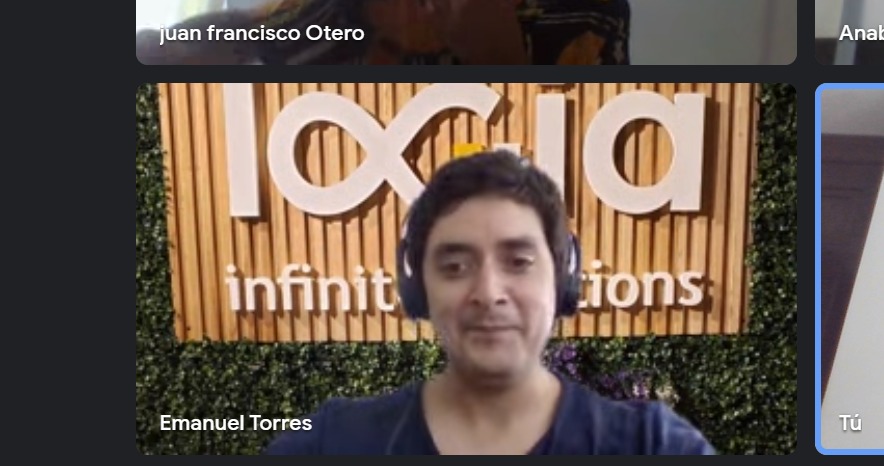 juan francisco Otero
Anab
infinit
tions
Emanuel Torres
Tú